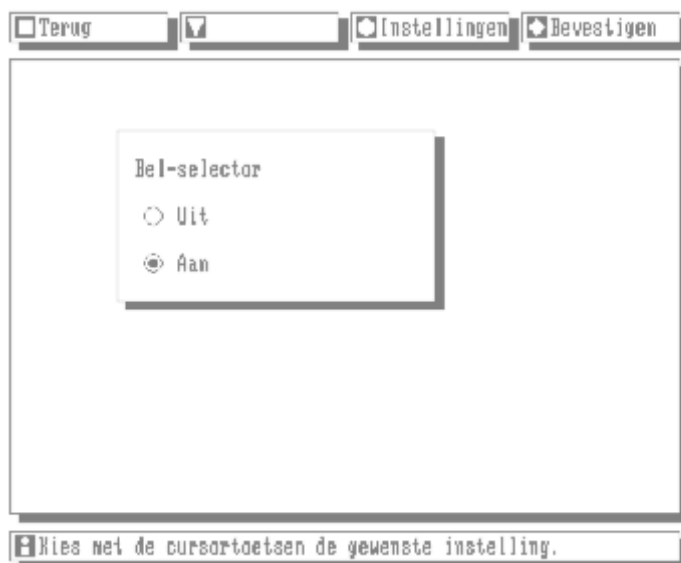 Terug
Instellingen
Bevestigen
Bel-selector
Uit
Aan
Kies met de cursortoetsen de gewenste instelling.